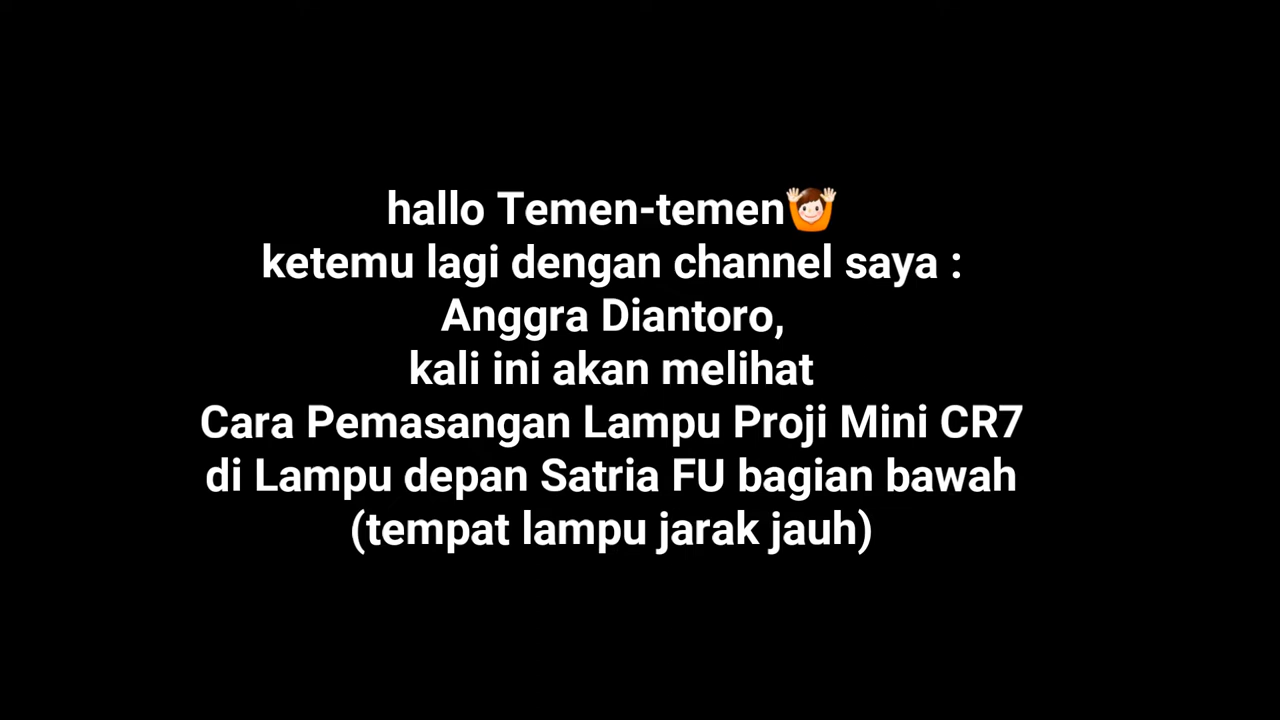 hallo Temen-temen🙌
ketemu lagi dengan channel saya :
Anggra Diantoro,
kali ini akan melihat
Cara Pemasangan Lampu Proji Mini CR7
di Lampu depan Satria FU bagian bawah
(tempat lampu jarak jauh)